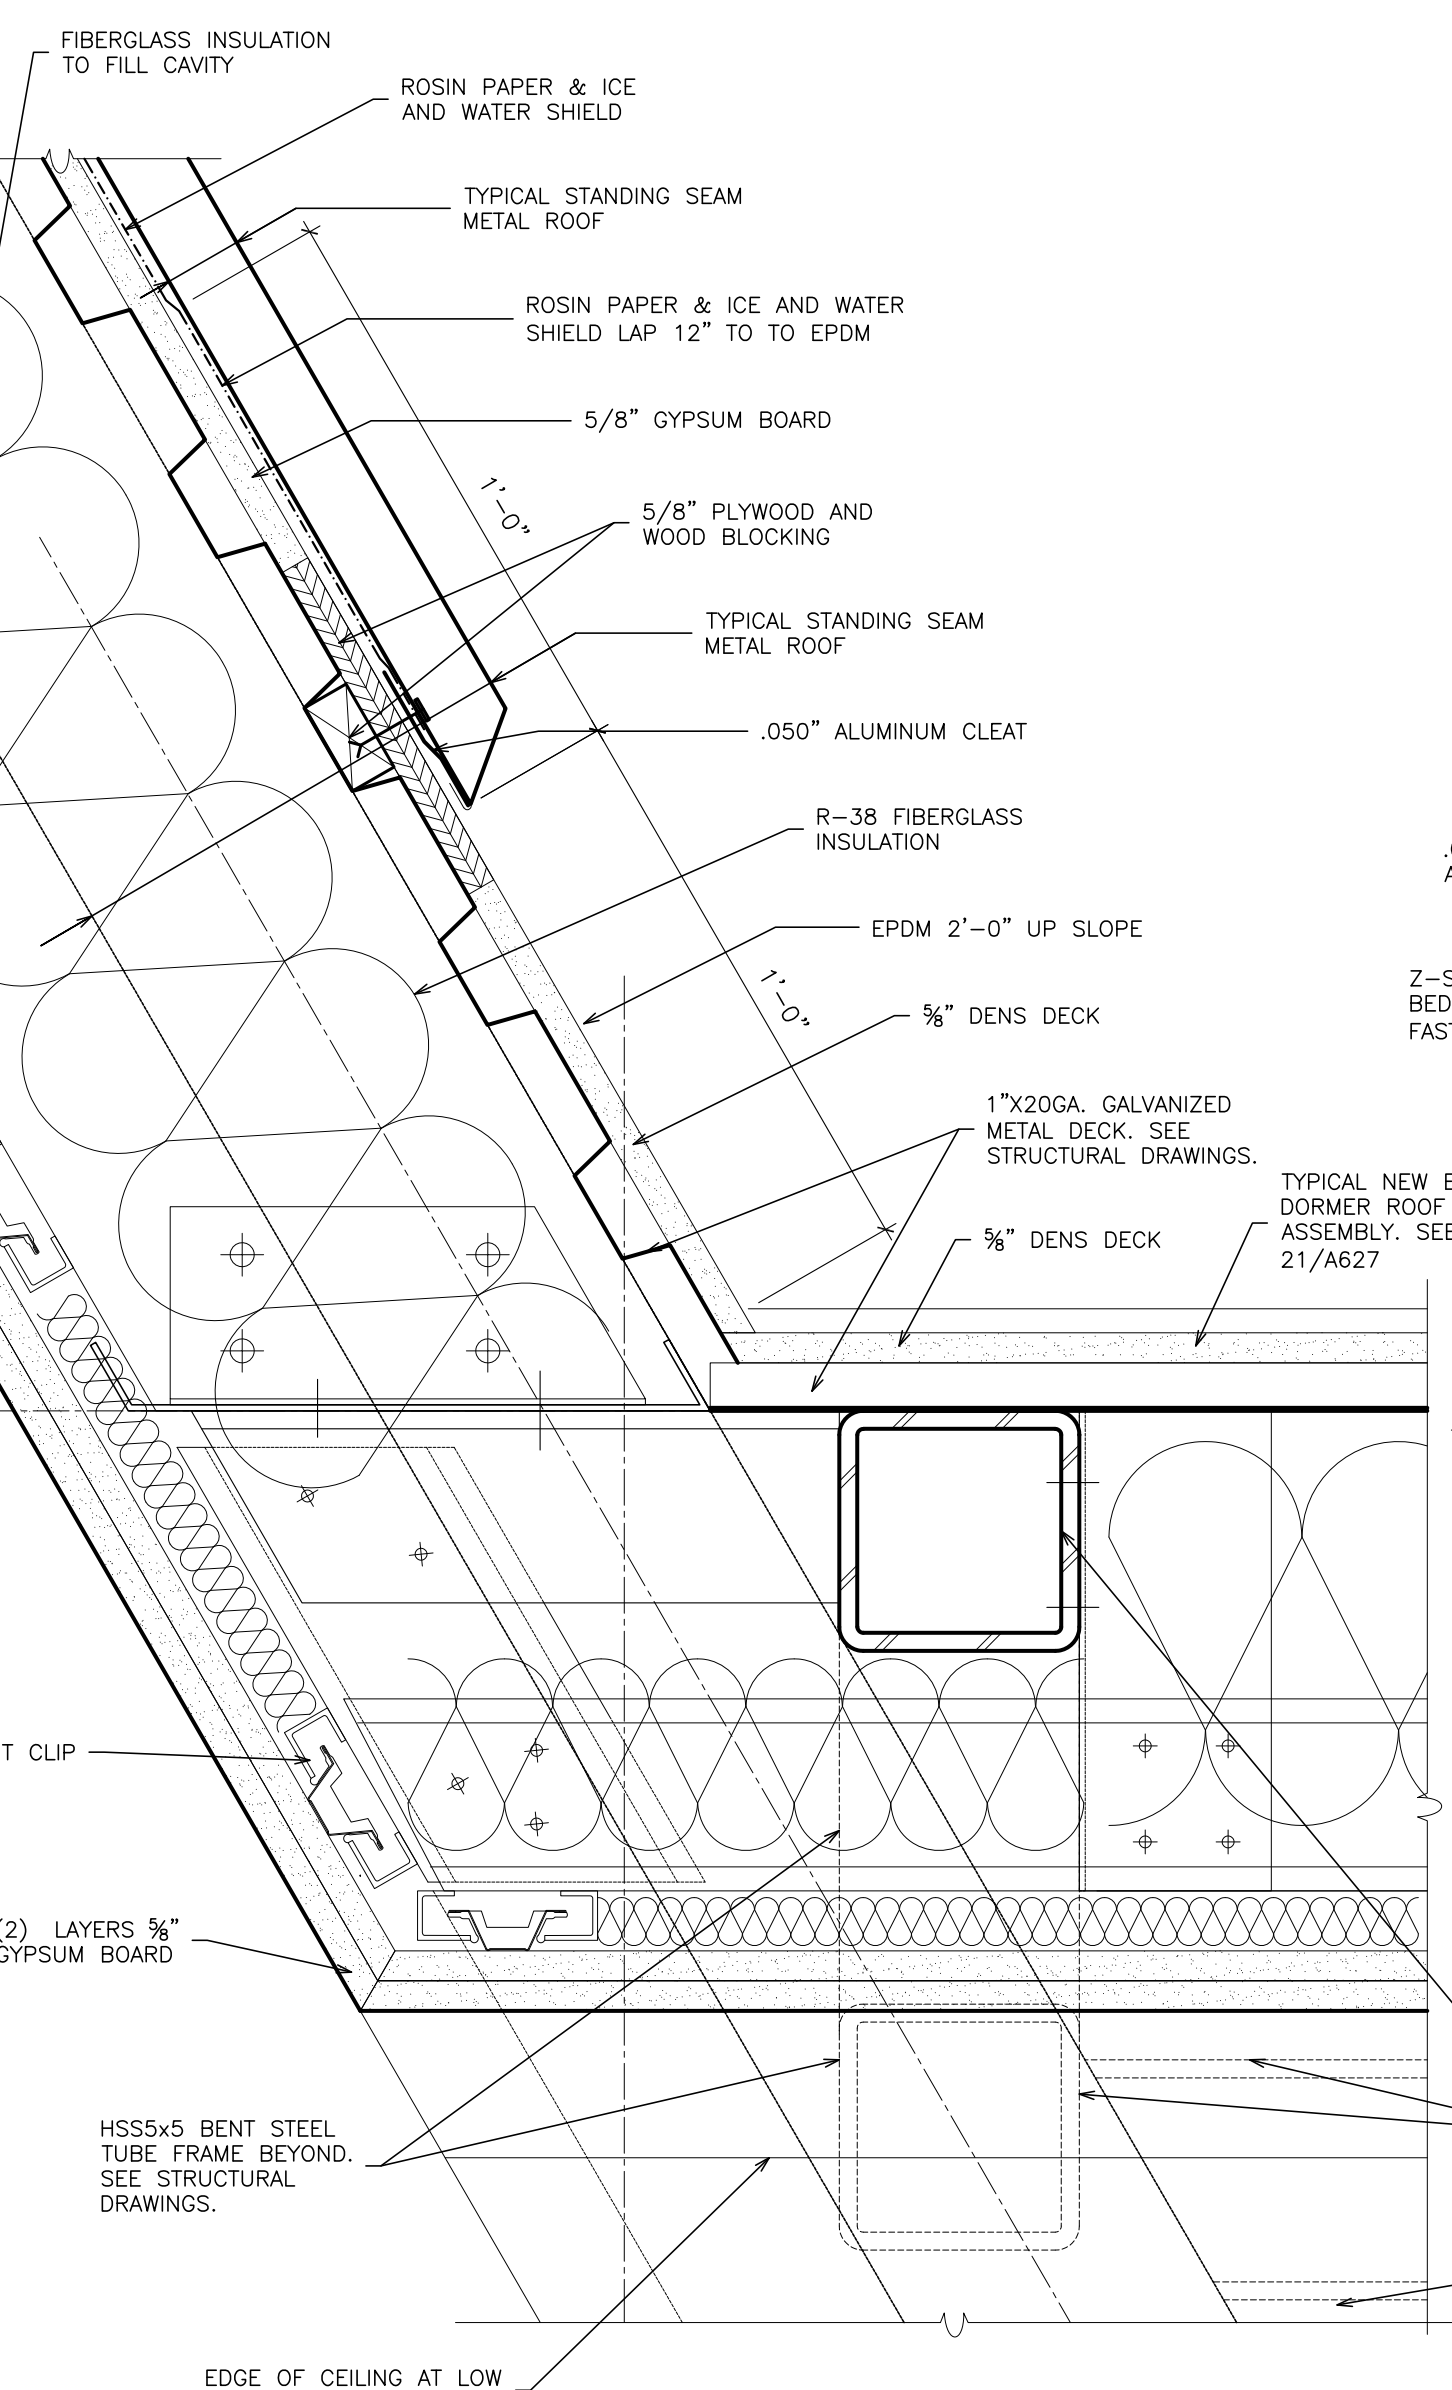 FIBERGLASS INSULATION
TO FILL CAVITY
ROSIN PAPER & ICE
AND WATER SHIELD
TYPICAL STANDING SEAM
METAL ROOF
ROSIN PAPER & ICE AND WATER
SHIELD LAP 12" TO TO EPDM
5/8" GYPSUM BOARD
1'-0"
5/8" PLYWOOD AND
WOOD BLOCKING
TYPICAL STANDING SEAM
METAL ROOF
.050" ALUMINUM CLEAT
R-38 FIBERGLASS
INSULATION
EPDM 2'-0" UP SLOPE
1'-0"
⅝" DENS DECK
1"X20GA. GALVANIZED
METAL DECK. SEE
STRUCTURAL DRAWINGS.
TYPICAL NEW
DORMER ROOF
ASSEMBLY. SEE
21/A627
⅝" DENS DECK
CLIP
(2) LAYERS ⅝"
GYPSUM BOARD
HSS5x5 BENT STEEL
TUBE FRAME BEYOND.
SEE STRUCTURAL
DRAWINGS.
EDGE OF CEILING AT LOW